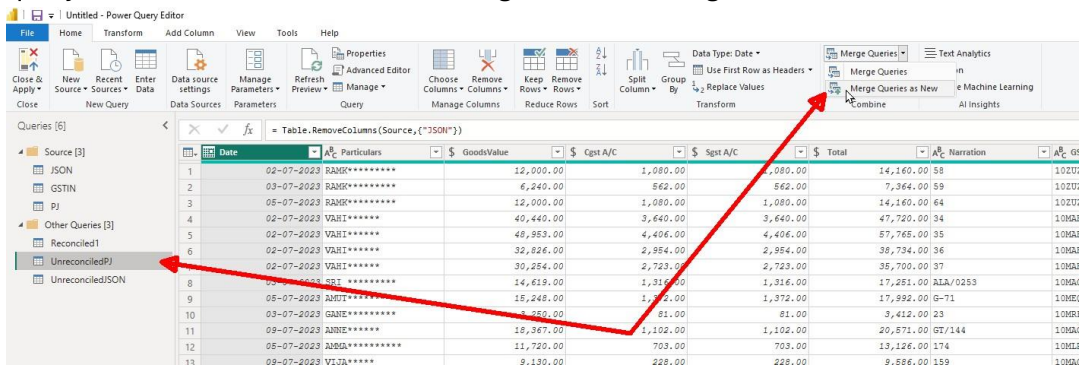 Untitled - Power Query Editor
File Home Transform Add Column View Tools Help
Close & Apply
New Source
Recent Sources
Enter Data
Data source settings
Manage Parameters
Refresh Preview
Properties
Advanced Editor
Manage
Choose Columns
Remove Columns
Keep Rows
Remove Rows
Split Column
Group By
Data Type: Date
Use First Row as Headers
Replace Values
Merge Queries
Merge Queries
Merge Queries as New
Text Analytics
Machine Learning
Close New Query Data Sources Parameters Query Manage Columns Reduce Rows Sort Transform Combine AI Insights
Queries [6]
= Table.RemoveColumns(Source,{"JSON"})
Source [3]
JSON
GSTIN
PJ
Other Queries [3]
Reconciled1
UnreconciledPJ
UnreconciledJSON
Date Particulars GoodsValue Cgst A/C Sgst A/C Total Narration
1 02-07-2023 RAMK********* 12,000.00 1,080.00 1,080.00 14,160.00 58
2 03-07-2023 RAMK********* 6,240.00 562.00 562.00 7,364.00 59
3 05-07-2023 RAMK********* 12,000.00 1,080.00 1,080.00 14,160.00 64
4 02-07-2023 VAHI****** 40,440.00 3,640.00 3,640.00 47,720.00 34
5 02-07-2023 VAHI****** 48,953.00 4,406.00 4,406.00 57,765.00 35
6 02-07-2023 VAHI****** 32,826.00 2,954.00 2,954.00 38,734.00 36
7 02-07-2023 VAHI****** 30,254.00 2,723.00 2,723.00 35,700.00 37
8 SRI ********* 14,619.00 1,316.00 1,316.00 17,251.00 ALA/0253
9 05-07-2023 AMUT******* 15,248.00 1,372.00 1,372.00 17,992.00 G-71
10 03-07-2023 GANE********* 3,250.00 81.00 81.00 3,412.00 23
11 09-07-2023 ANNE****** 18,367.00 1,102.00 1,102.00 20,571.00 GT/144
12 05-07-2023 AMMA********** 11,720.00 703.00 703.00 13,126.00 174
13 09-07-2023 VIJA***** 9,130.00 228.00 228.00 9,586.00 159